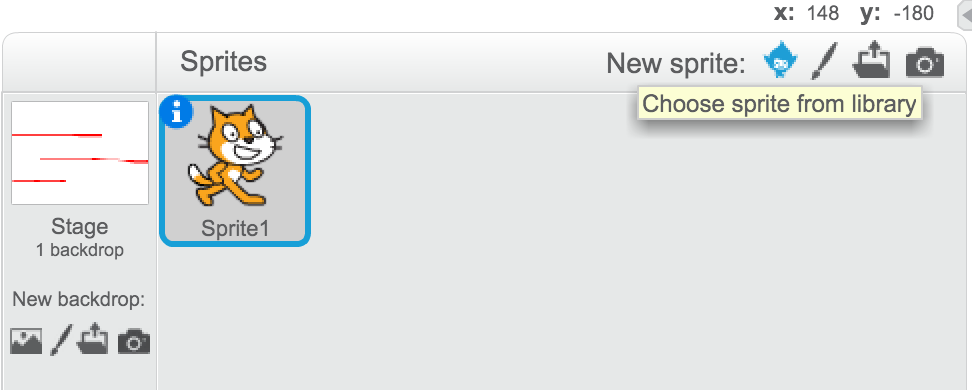 x: 148 y: -180
Sprites
New sprite:
Choose sprite from library
i
Sprite1
Stage
1 backdrop
New backdrop: